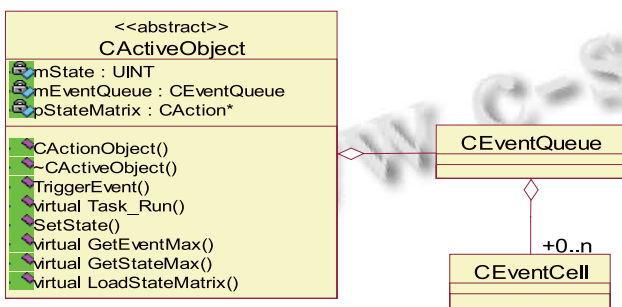 <<abstract>>
CActiveObject
mState : UINT
mEventQueue : CEventQueue
pStateMatrix : CAction*
CActionObject()
~CActiveObject()
TriggerEvent()
virtual Task_Run()
SetState()
virtual GetEventMax()
virtual GetStateMax()
virtual LoadStateMatrix()
CEventQueue
+0..n
CEventCell
W C-S